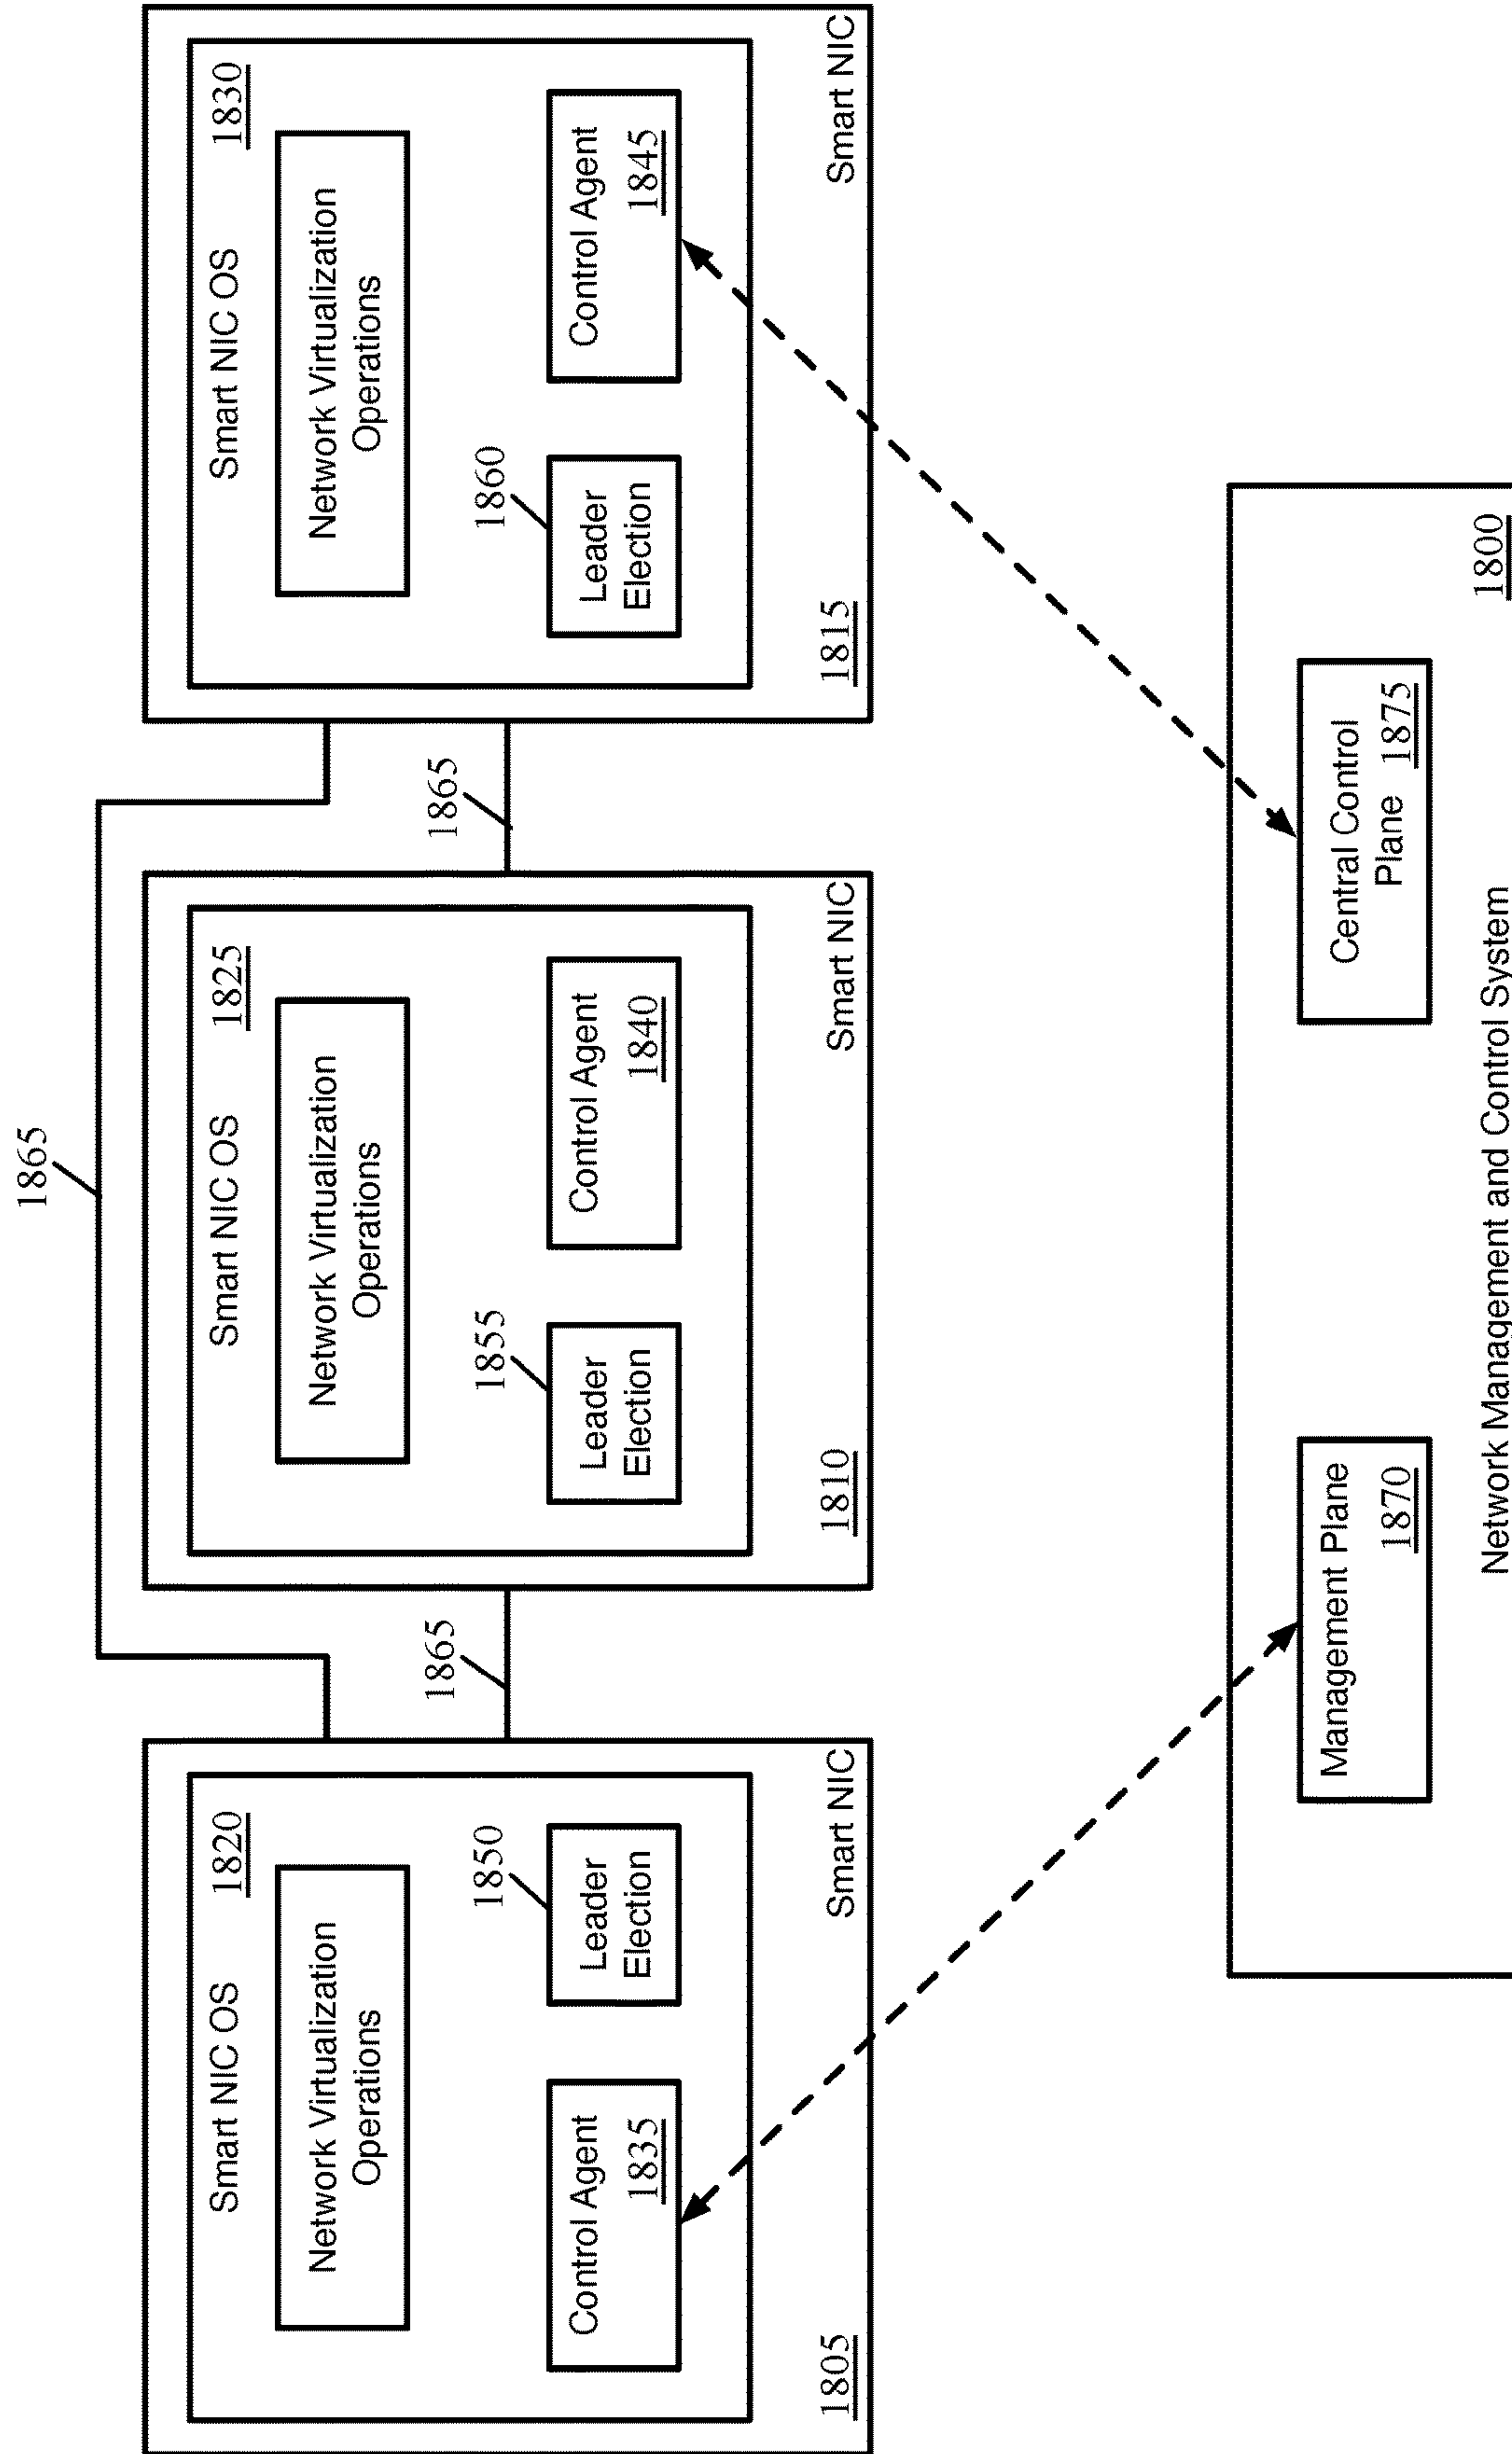 1865
Smart NIC OS 1820
Network Virtualization
Operations
1850
Control Agent
1835
Leader
Election
1805
Smart NIC
1865
Smart NIC OS 1825
Network Virtualization
Operations
1855
Leader
Election
Control Agent
1840
1810
Smart NIC
1865
Smart NIC OS 1830
Network Virtualization
Operations
1860
Leader
Election
Control Agent
1845
1815
Smart NIC
Management Plane
1870
Central Control
Plane 1875
Network Management and Control System
1800